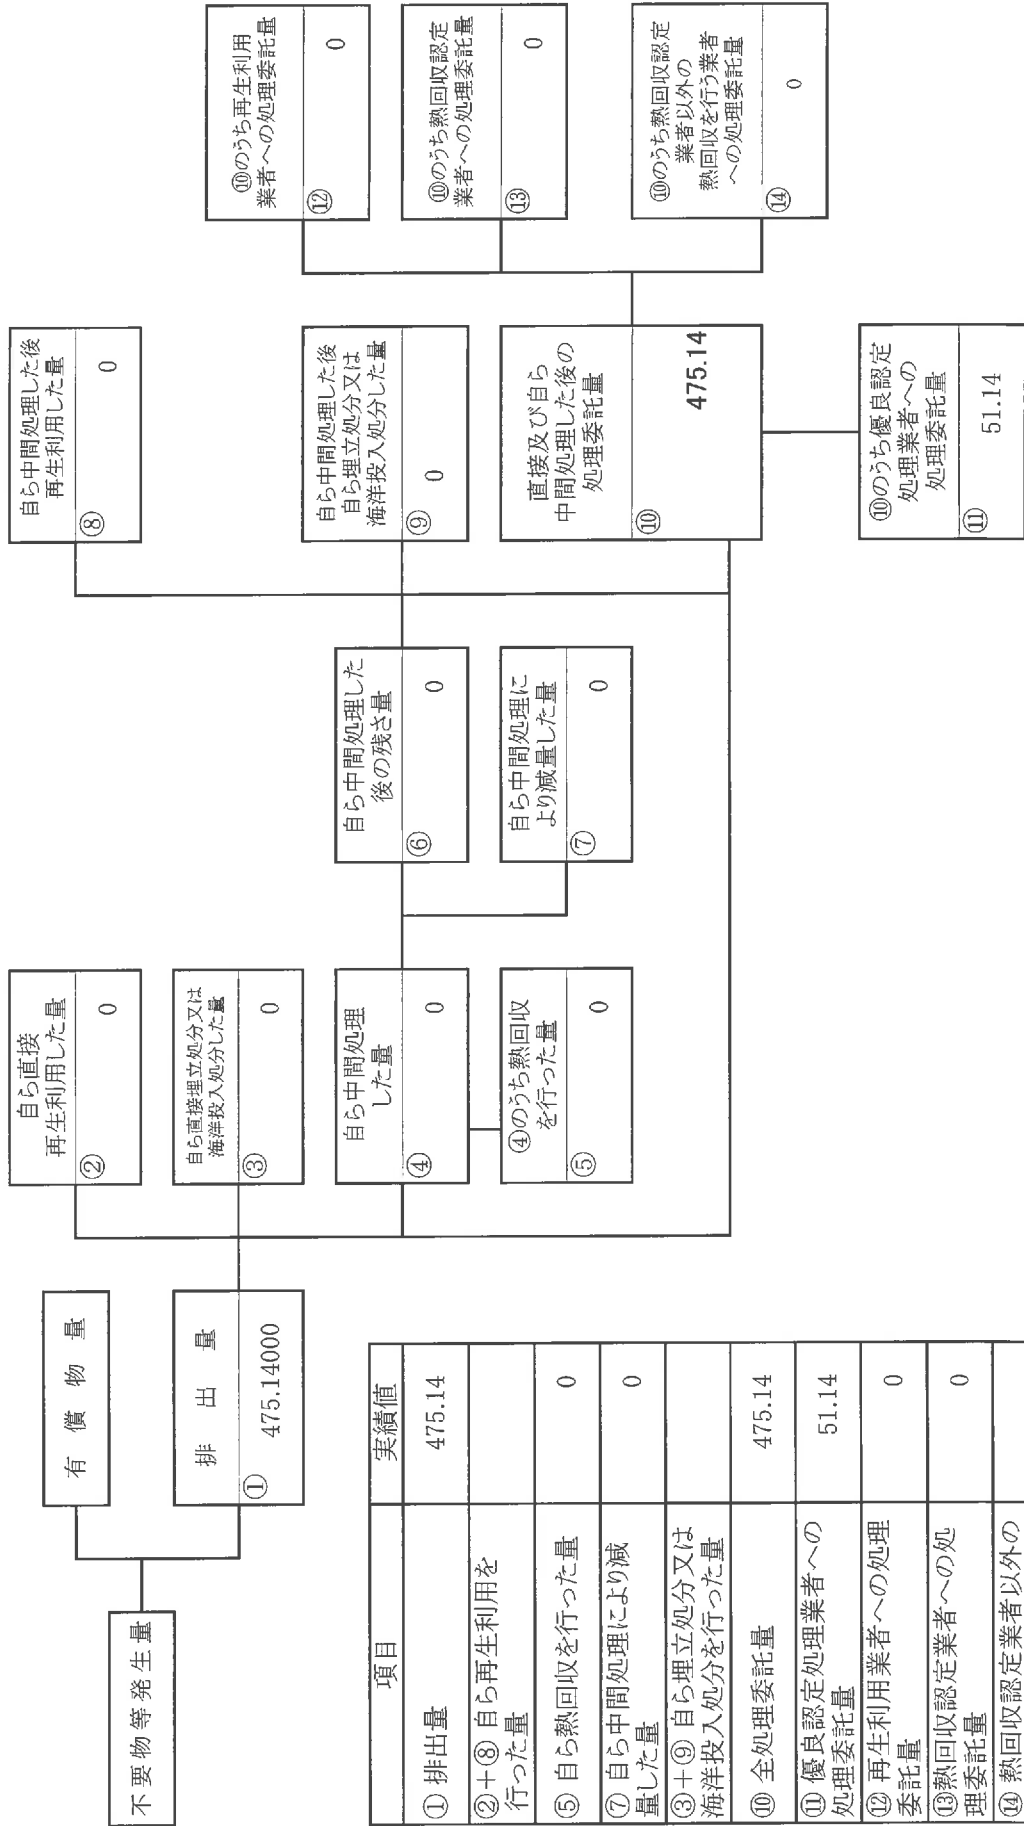 不要物等発生量
有償物量
排出量
① 475.14000
自ら直接
再生利用した量
② 0
自ら直接埋立処分又は
海洋投入処分した量
③ 0
自ら中間処理
した量
④ 0
④のうち熱回収
を行った量
⑤ 0
自ら中間処理した
後の残さ量
⑥ 0
自ら中間処理に
より減量した量
⑦ 0
自ら中間処理した後
再生利用した量
⑧ 0
自ら中間処理した後
自ら埋立処分又は
海洋投入処分した量
⑨ 0
直接及び自ら
中間処理した後の
処理委託量
⑩ 475.14
⑩のうち優良認定
処理業者への
処理委託量
⑪ 51.14
⑩のうち再生利用
業者への処理委託量
⑫ 0
⑩のうち熱回収認定
業者への処理委託量
⑬ 0
⑩のうち熱回収認定
業者以外の
熱回収を行う業者
への処理委託量
⑭ 0
項目 実績値
① 排出量 475.14
②+⑧ 自ら再生利用を
行った量
⑤ 自ら熱回収を行った量 0
⑦ 自ら中間処理により減
量した量 0
③+⑨ 自ら埋立処分又は
海洋投入処分を行った量
⑩ 全処理委託量 475.14
⑪ 優良認定処理業者への
処理委託量 51.14
⑫ 再生利用業者への処理
委託量 0
⑬熱回収認定業者への処
理委託量 0
⑭ 熱回収認定業者以外の